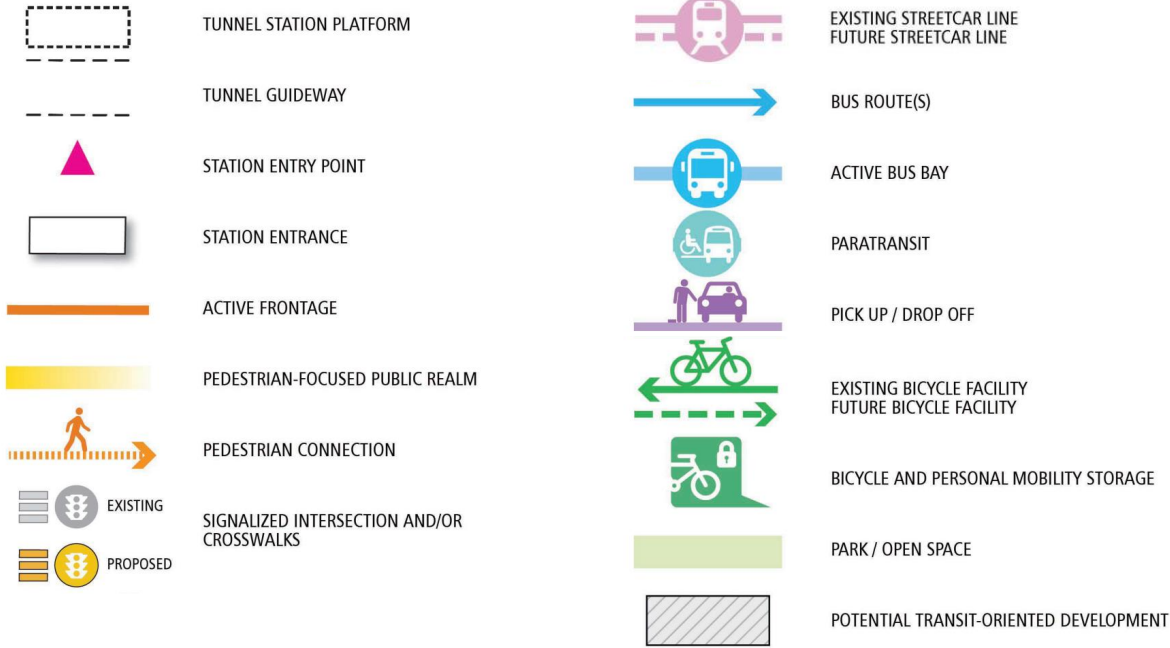 TUNNEL STATION PLATFORM
TUNNEL GUIDEWAY
STATION ENTRY POINT
STATION ENTRANCE
ACTIVE FRONTAGE
PEDESTRIAN-FOCUSED PUBLIC REALM
PEDESTRIAN CONNECTION
EXISTING
PROPOSED
SIGNALIZED INTERSECTION AND/OR
CROSSWALKS
EXISTING STREETCAR LINE
FUTURE STREETCAR LINE
BUS ROUTE(S)
ACTIVE BUS BAY
PARATRANSIT
PICK UP / DROP OFF
EXISTING BICYCLE FACILITY
FUTURE BICYCLE FACILITY
BICYCLE AND PERSONAL MOBILITY STORAGE
PARK / OPEN SPACE
POTENTIAL TRANSIT-ORIENTED DEVELOPMENT